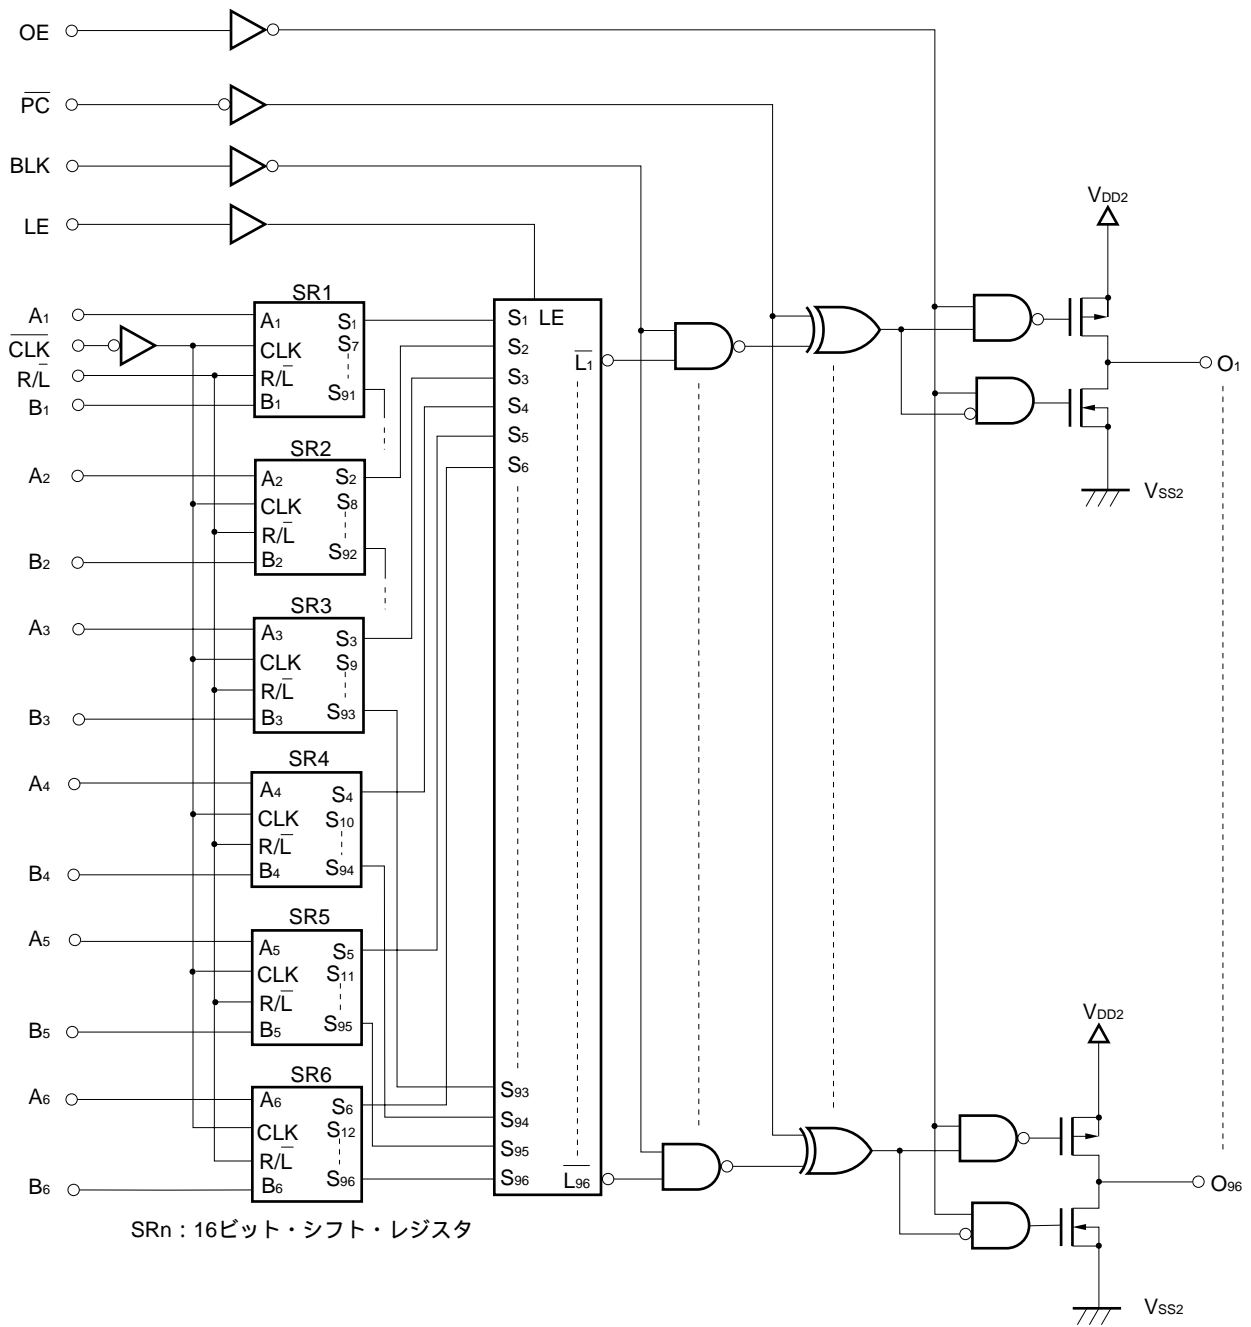 OE
P̅C̅
BLK
LE
VDD2
SR1
A1
C̅L̅K̅
R/L̅
B1
A1
CLK
R/L̅
B1
S1
S7
S91
S1 LE
S2
S3
S4
S5
S6
L̅1̅
O1
SR2
A2
B2
A2
CLK
R/L̅
B2
S2
S8
S92
VSS2
SR3
A3
B3
A3
CLK
R/L̅
B3
S3
S9
S93
SR4
A4
B4
A4
CLK
R/L̅
B4
S4
S10
S94
SR5
A5
B5
A5
CLK
R/L̅
B5
S5
S11
S95
VDD2
SR6
A6
B6
A6
CLK
R/L̅
B6
S6
S12
S96
S93
S94
S95
S96
L̅9̅6̅
O96
SRn：16ビット・シフト・レジスタ
VSS2